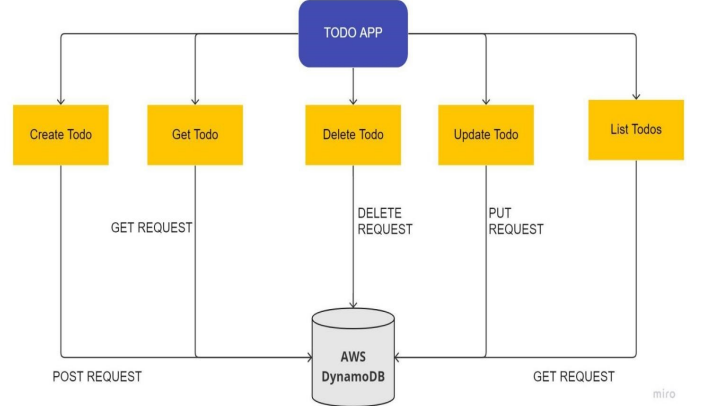 TODO APP
Create Todo
Get Todo
Delete Todo
Update Todo
List Todos
GET REQUEST
DELETE
REQUEST
PUT
REQUEST
AWS
DynamoDB
POST REQUEST
GET REQUEST
miro